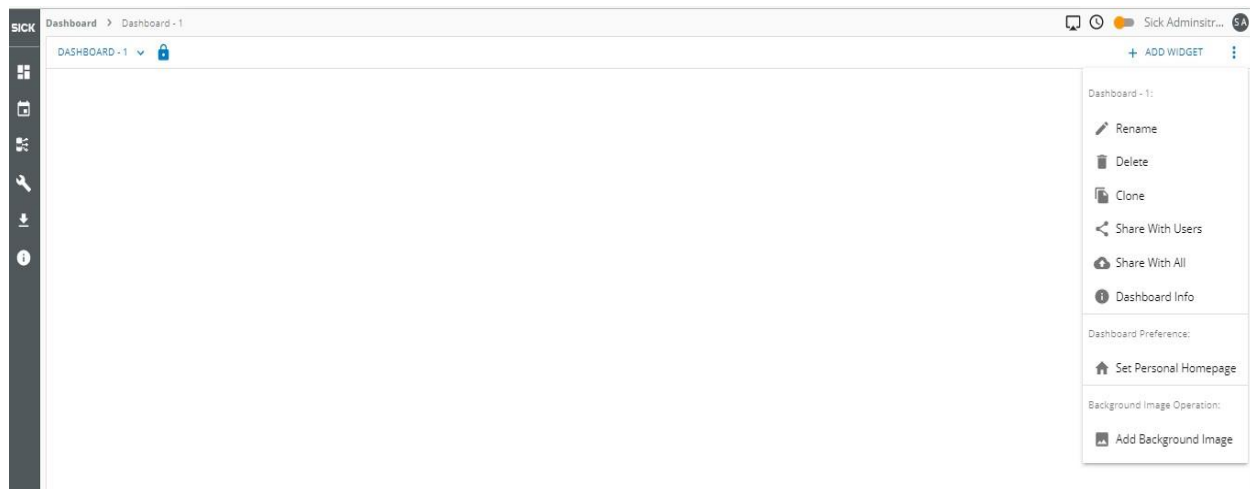 SICK
Dashboard > Dashboard - 1
Sick Adminsitr... SA
DASHBOARD - 1
+ ADD WIDGET
Dashboard - 1:
Rename
Delete
Clone
Share With Users
Share With All
Dashboard Info
Dashboard Preference:
Set Personal Homepage
Background Image Operation:
Add Background Image